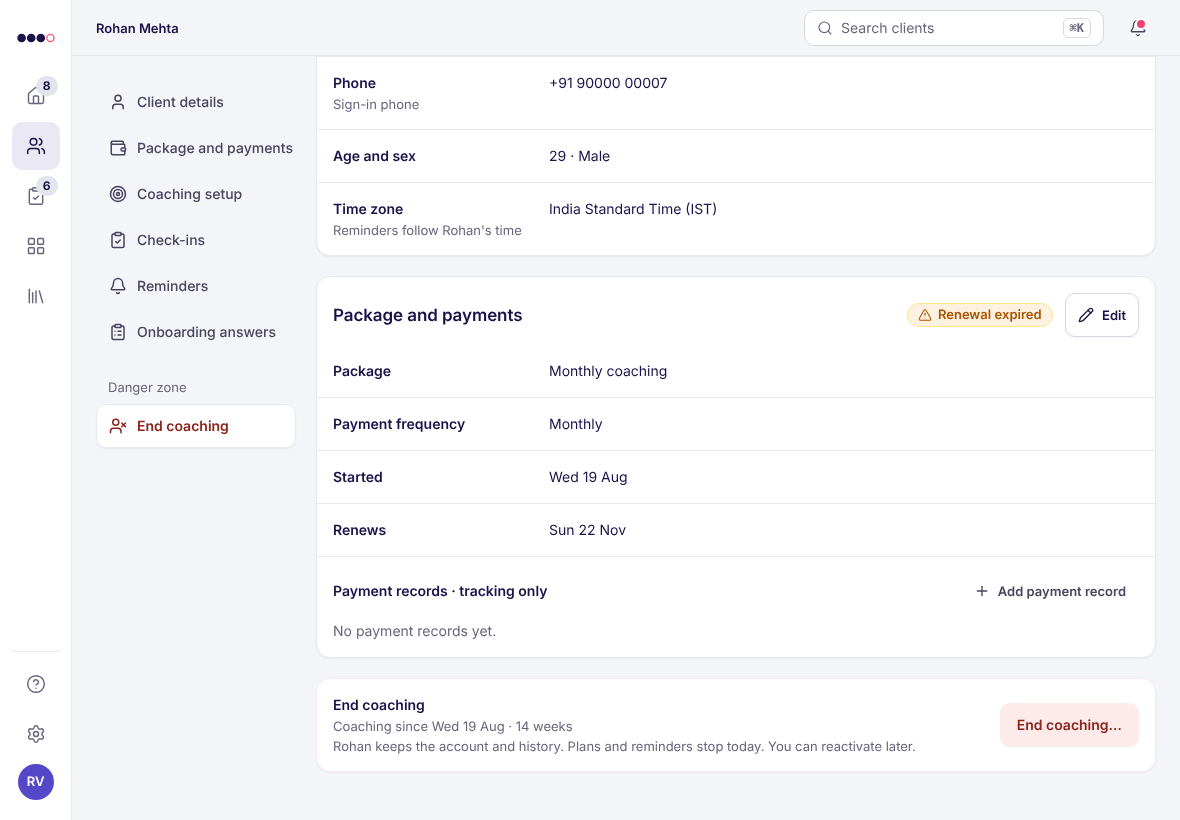 Rohan Mehta
Search clients
⌘K
8
6
Client details
Package and payments
Coaching setup
Check-ins
Reminders
Onboarding answers
Danger zone
End coaching
RV
Phone
+91 90000 00007
Sign-in phone
Age and sex
29 · Male
Time zone
India Standard Time (IST)
Reminders follow Rohan's time
Package and payments
Renewal expired
Edit
Package
Monthly coaching
Payment frequency
Monthly
Started
Wed 19 Aug
Renews
Sun 22 Nov
Payment records · tracking only
Add payment record
No payment records yet.
End coaching
Coaching since Wed 19 Aug · 14 weeks
Rohan keeps the account and history. Plans and reminders stop today. You can reactivate later.
End coaching...